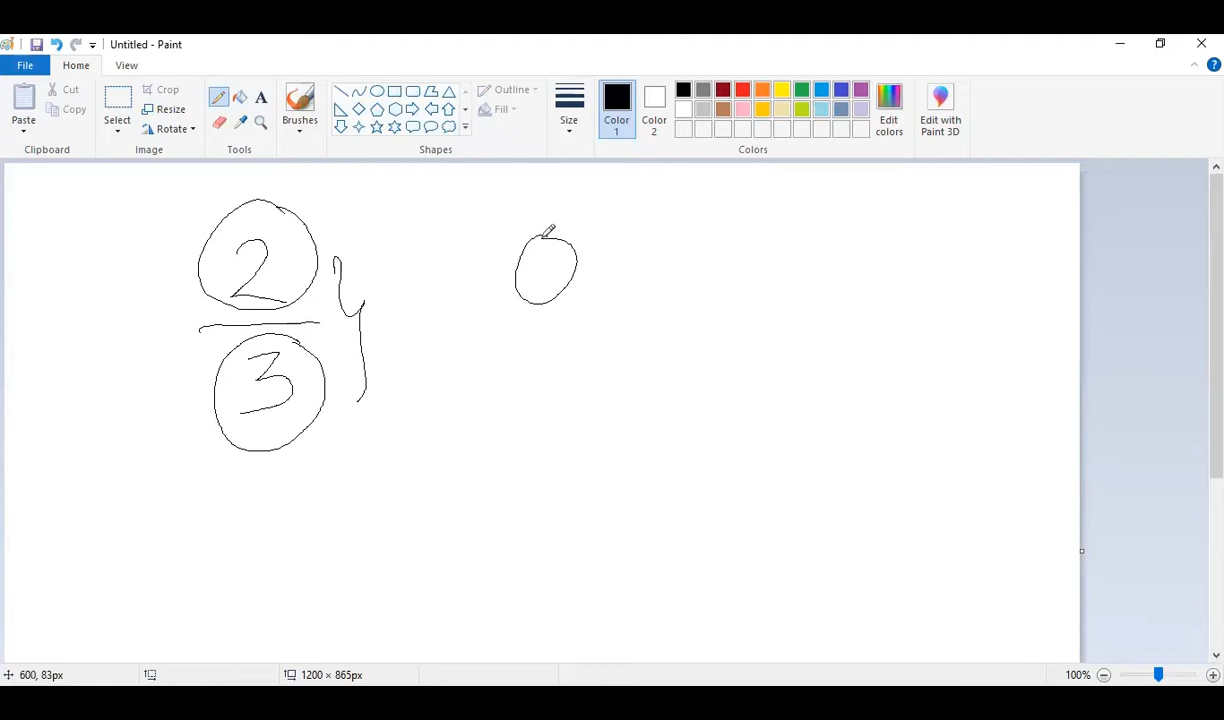 Untitled - Paint
File Home View
Paste
Cut
Copy
Clipboard
Select
Crop
Resize
Rotate
Image
A
Tools
Brushes
Shapes
Outline
Fill
Size
Color 1
Color 2
Colors
Edit colors
Edit with Paint 3D
?
2
3
y
0
600, 83px
1200 × 865px
100%